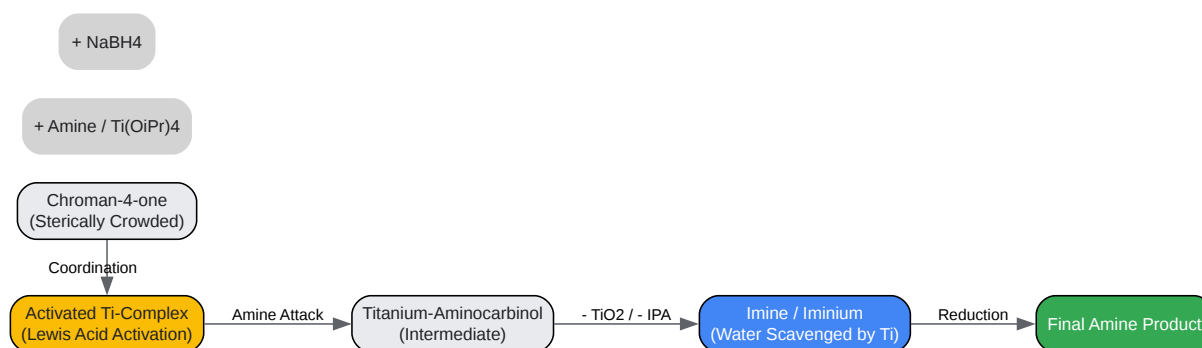 + NaBH4
+ Amine / Ti(OiPr)4
Chroman-4-one
(Sterically Crowded)
Coordination
Activated Ti-Complex
(Lewis Acid Activation)
Amine Attack
Titanium-Aminocarbinol
(Intermediate)
- TiO2 / - IPA
Imine / Iminium
(Water Scavenged by Ti)
Reduction
Final Amine Product